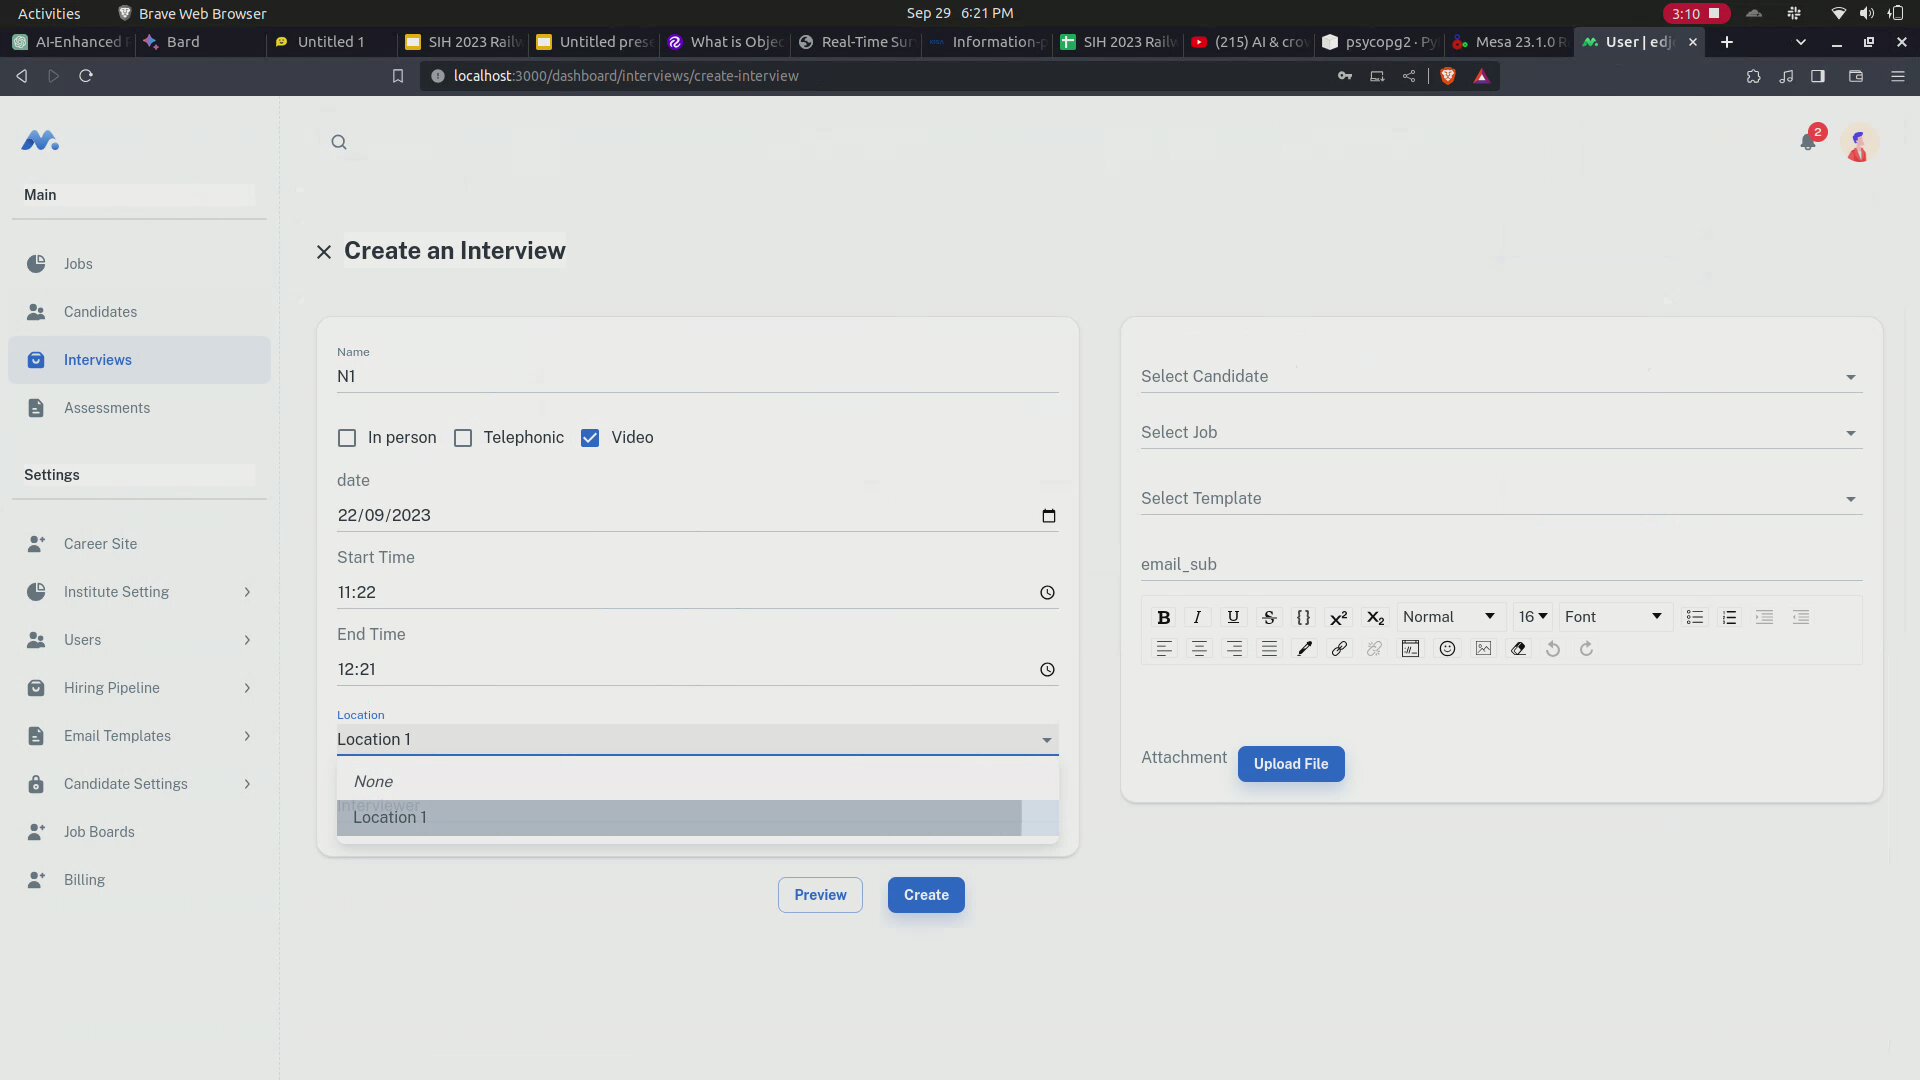 Activities
Brave Web Browser
Sep 29 6:21 PM
3:10
AI-Enhanced
Bard
Untitled 1
SIH 2023 Railw
Untitled prese
What is Objec
Real-Time Sur
Information-p
SIH 2023 Railw
(215) AI & crow
psycopg2 · Py
Mesa 23.1.0 R
User | edj
localhost:3000/dashboard/interviews/create-interview
2
Main
Jobs
Candidates
Interviews
Assessments
Settings
Career Site
Institute Setting
Users
Hiring Pipeline
Email Templates
Candidate Settings
Job Boards
Billing
Create an Interview
Name
N1
In person
Telephonic
Video
date
22/09/2023
Start Time
11:22
End Time
12:21
Location
Location 1
None
Interviewer
Location 1
Select Candidate
Select Job
Select Template
email_sub
Normal
16
Font
Attachment
Upload File
Preview
Create